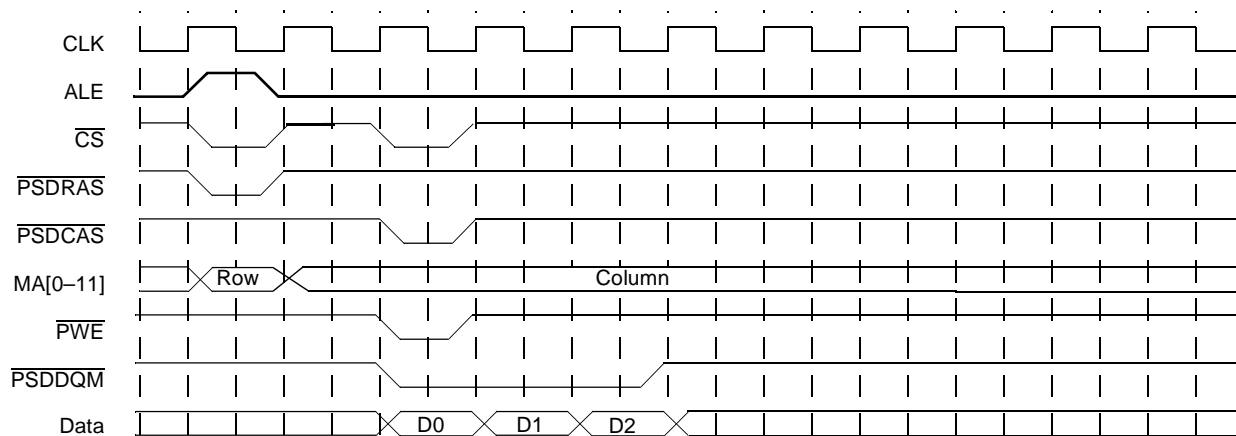 CLK
ALE
CS
PSDRAS
PSDCAS
MA[0–11] Row Column
PWE
PSDDQM
Data D0 D1 D2